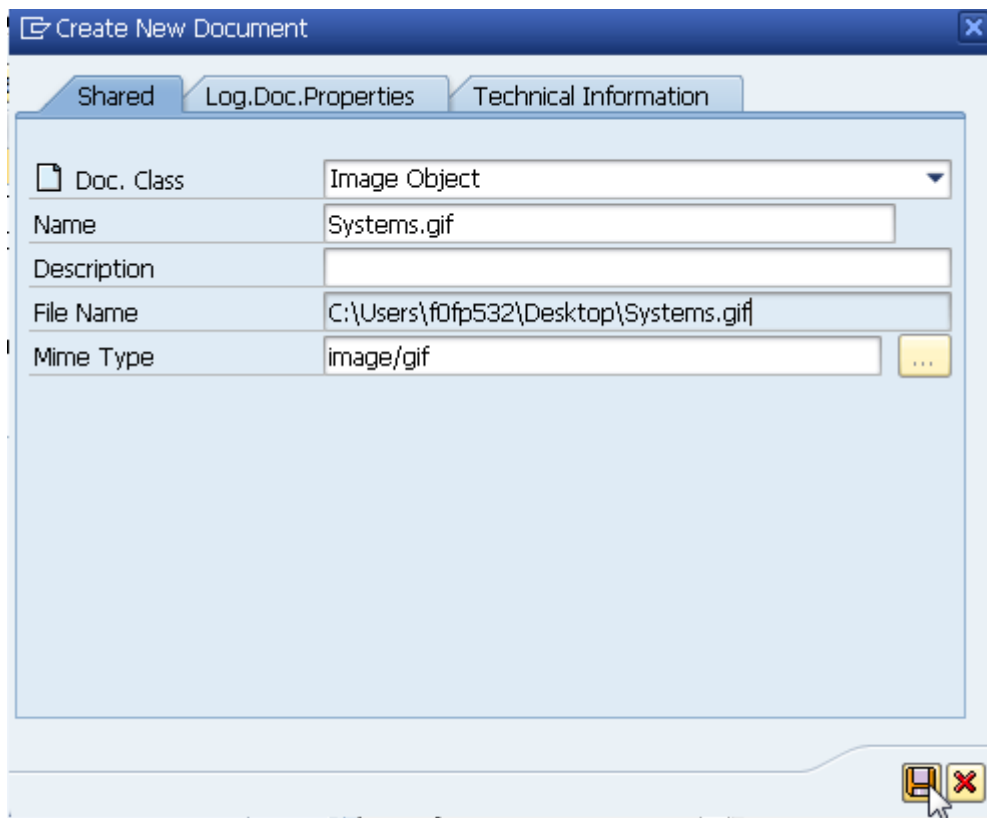 Create New Document
Shared Log.Doc.Properties Technical Information
Doc. Class Image Object
Name Systems.gif
Description
File Name C:\Users\f0fp532\Desktop\Systems.gif
Mime Type image/gif ...